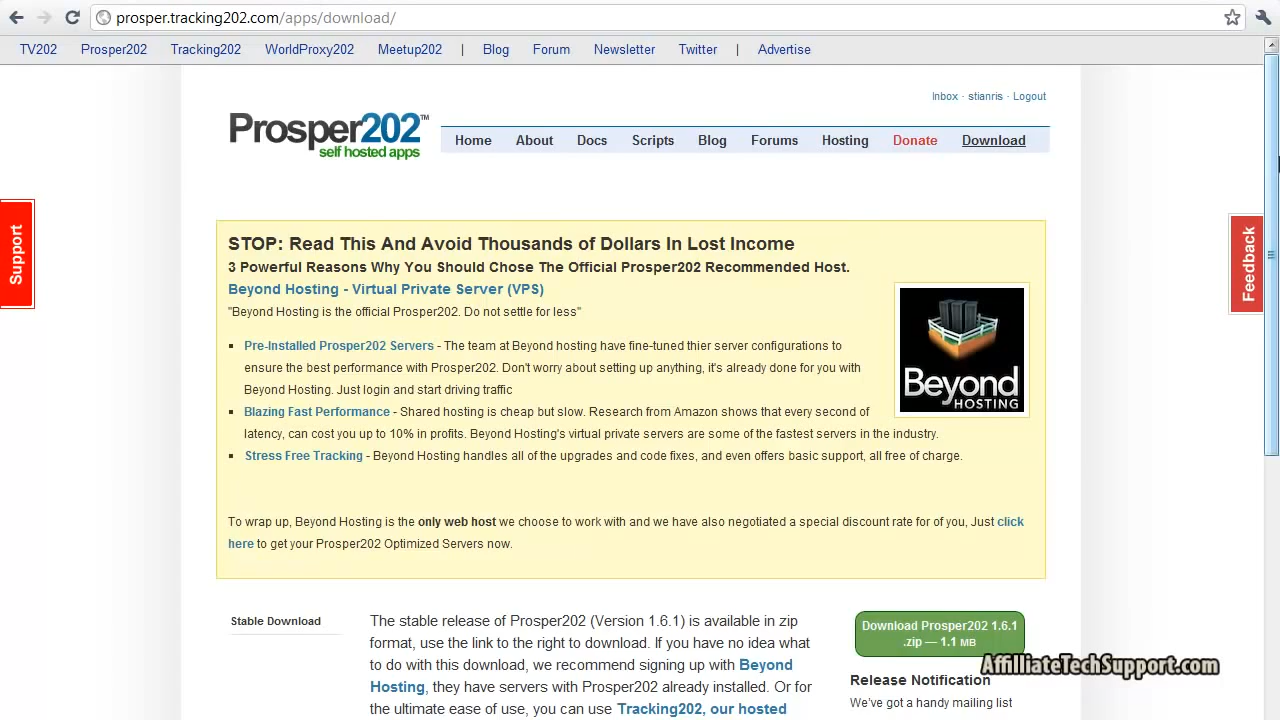 prosper.tracking202.com/apps/download/
TV202 Prosper202 Tracking202 WorldProxy202 Meetup202 | Blog Forum Newsletter Twitter | Advertise
Inbox · stianris · Logout
Prosper202™
self hosted apps
Home About Docs Scripts Blog Forums Hosting Donate Download
Support
Feedback
STOP: Read This And Avoid Thousands of Dollars In Lost Income
3 Powerful Reasons Why You Should Chose The Official Prosper202 Recommended Host.
Beyond Hosting - Virtual Private Server (VPS)
"Beyond Hosting is the official Prosper202. Do not settle for less"
Pre-Installed Prosper202 Servers - The team at Beyond hosting have fine-tuned thier server configurations to
ensure the best performance with Prosper202. Don't worry about setting up anything, it's already done for you with
Beyond Hosting. Just login and start driving traffic
Blazing Fast Performance - Shared hosting is cheap but slow. Research from Amazon shows that every second of
latency, can cost you up to 10% in profits. Beyond Hosting's virtual private servers are some of the fastest servers in the industry.
Stress Free Tracking - Beyond Hosting handles all of the upgrades and code fixes, and even offers basic support, all free of charge.
Beyond
HOSTING
To wrap up, Beyond Hosting is the only web host we choose to work with and we have also negotiated a special discount rate for of you, Just click
here to get your Prosper202 Optimized Servers now.
Stable Download
The stable release of Prosper202 (Version 1.6.1) is available in zip
format, use the link to the right to download. If you have no idea what
to do with this download, we recommend signing up with Beyond
Hosting, they have servers with Prosper202 already installed. Or for
the ultimate ease of use, you can use Tracking202, our hosted
Download Prosper202 1.6.1
.zip — 1.1 MB
AffilliateTechSupport.com
Release Notification
We've got a handy mailing list